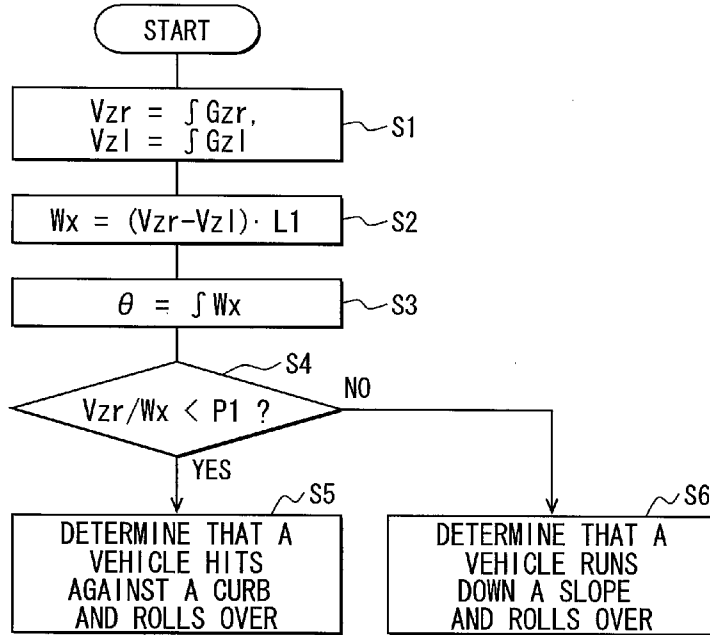 START
Vzr = ∫Gzr,
Vzl = ∫Gzl
S1
Wx = (Vzr-Vzl)· L1
S2
θ = ∫Wx
S3
S4
Vzr/Wx < P1 ?
NO
YES
S5
DETERMINE THAT A
VEHICLE HITS
AGAINST A CURB
AND ROLLS OVER
S6
DETERMINE THAT A
VEHICLE RUNS
DOWN A SLOPE
AND ROLLS OVER